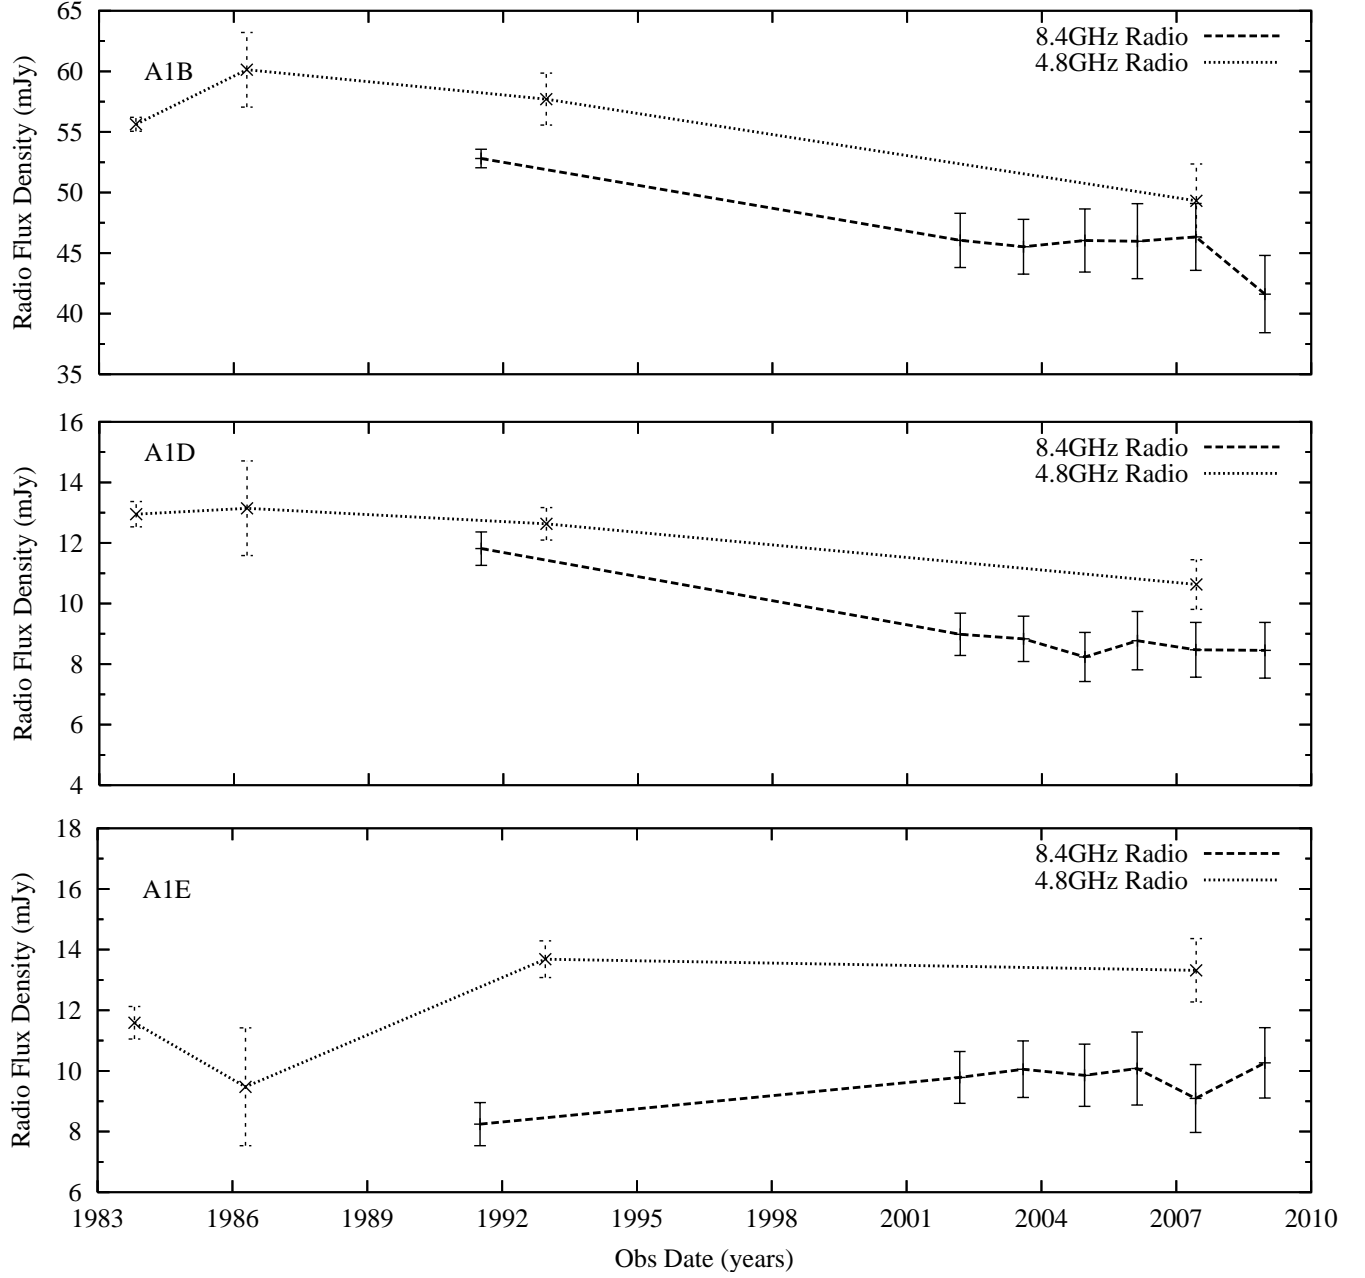 65
60
55
50
45
40
35
Radio Flux Density (mJy)
A1B
8.4GHz Radio
4.8GHz Radio
16
14
12
10
8
6
4
Radio Flux Density (mJy)
A1D
8.4GHz Radio
4.8GHz Radio
18
16
14
12
10
8
6
Radio Flux Density (mJy)
A1E
8.4GHz Radio
4.8GHz Radio
1983 1986 1989 1992 1995 1998 2001 2004 2007 2010
Obs Date (years)